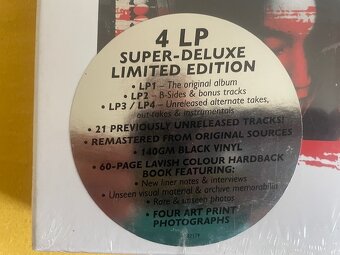 4 LP
SUPER-DELUXE
LIMITED EDITION
• LP1 – The original album
• LP2 – B-Sides & bonus tracks
• LP3 / LP4 – Unreleased alternate takes,
out-takes & instrumentals
• 21 PREVIOUSLY UNRELEASED TRACKS!
• REMASTERED FROM ORIGINAL SOURCES
• 140GM BLACK VINYL
• 60-PAGE LAVISH COLOUR HARDBACK
BOOK FEATURING:
• New liner notes & interviews
• Unseen visual material & archive memorabilia
• Rare & unseen photos
• FOUR ART PRINT
PHOTOGRAPHS